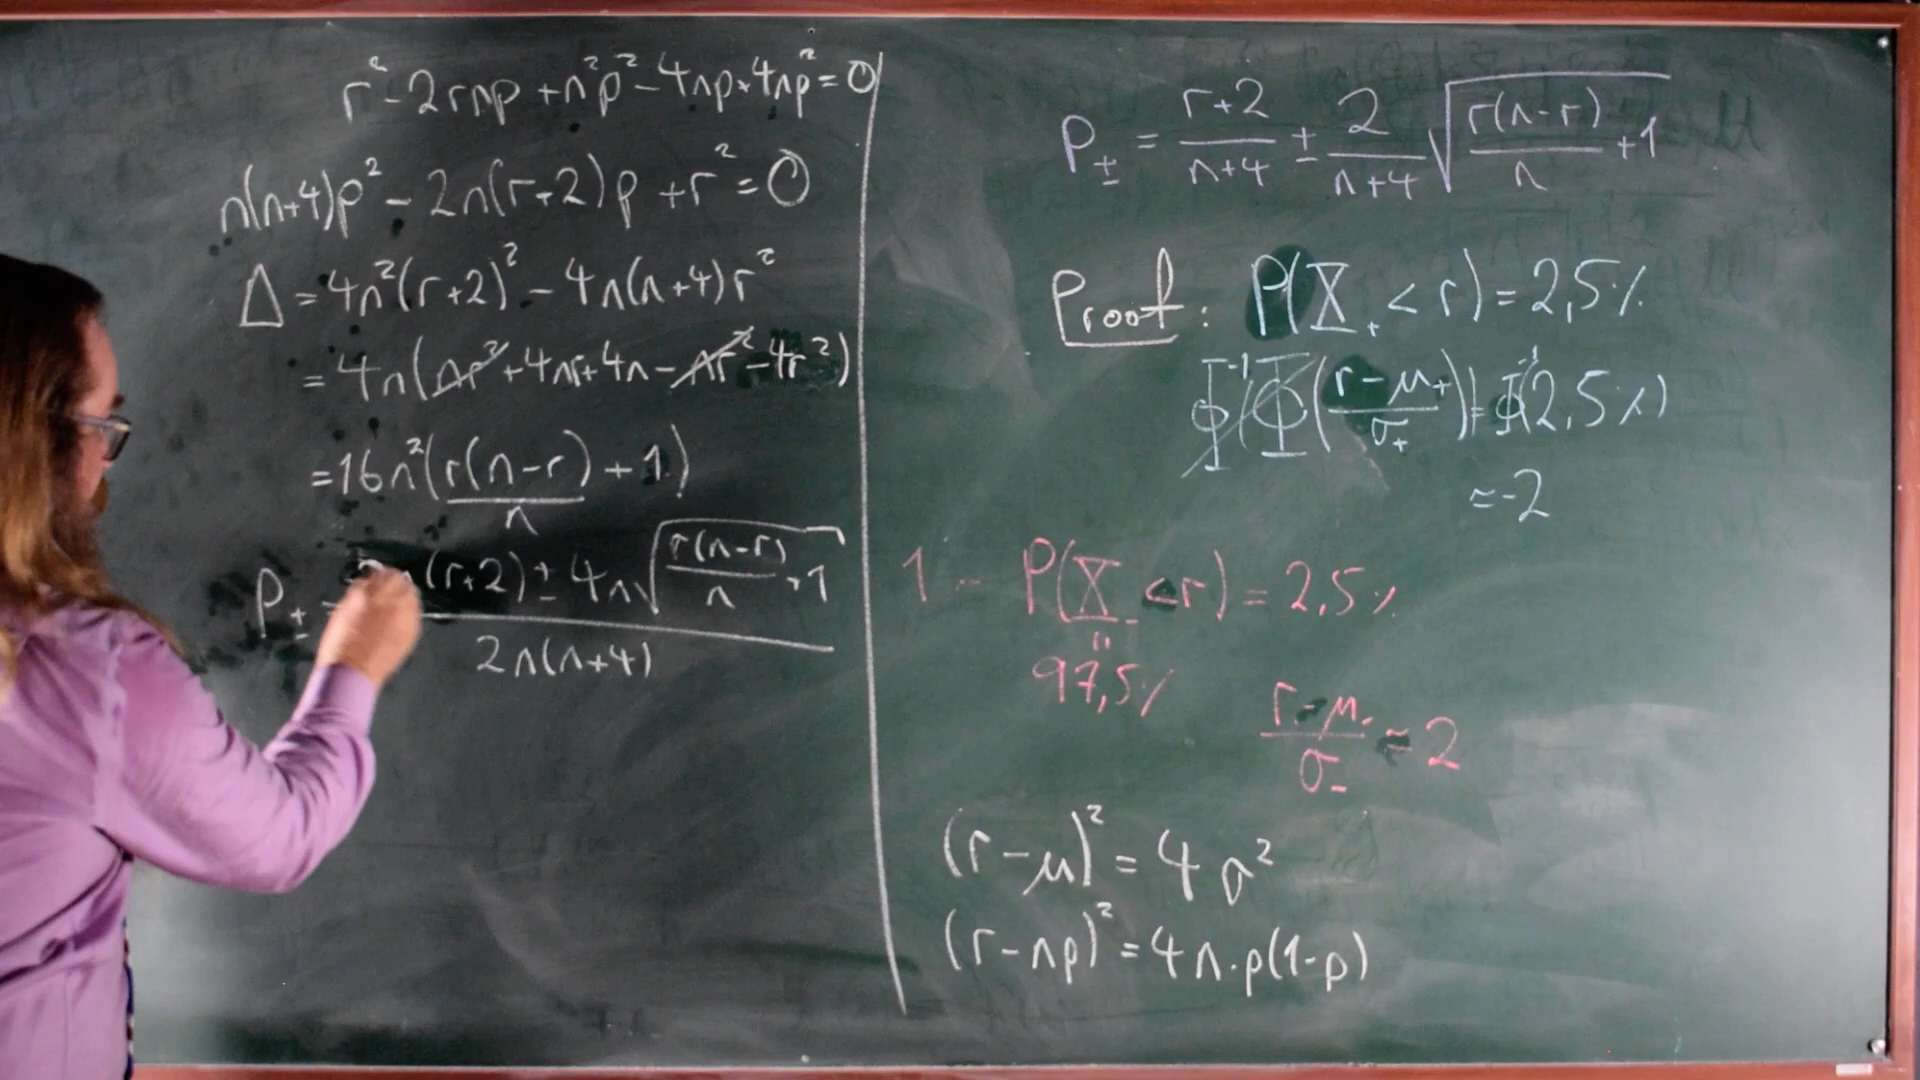 r² - 2rnp + n²p² - 4np + 4np² = 0
n(n+4)p² - 2n(r+2)p + r² = 0
Δ = 4n²(r+2)² - 4n(n+4)r²
= 4n(nr² + 4nr + 4n - nr² - 4r²)
= 16n²(r(n-r)/n + 1)
P± = (2n(r+2) ± 4n√(r(n-r)/n + 1)) / 2n(n+4)
P± = (r+2)/(n+4) ± 2/(n+4) √(r(n-r)/n + 1)
Proof: P(X₊ < r) = 2,5%
Φ⁻¹(Φ((r-μ₊)/σ₊)) = Φ⁻¹(2,5%)
≈ -2
1 - P(X₋ < r) = 2,5%
"
97,5%
(r-μ₋)/σ₋ ≈ 2
(r-μ)² = 4σ²
(r-np)² = 4n·p(1-p)